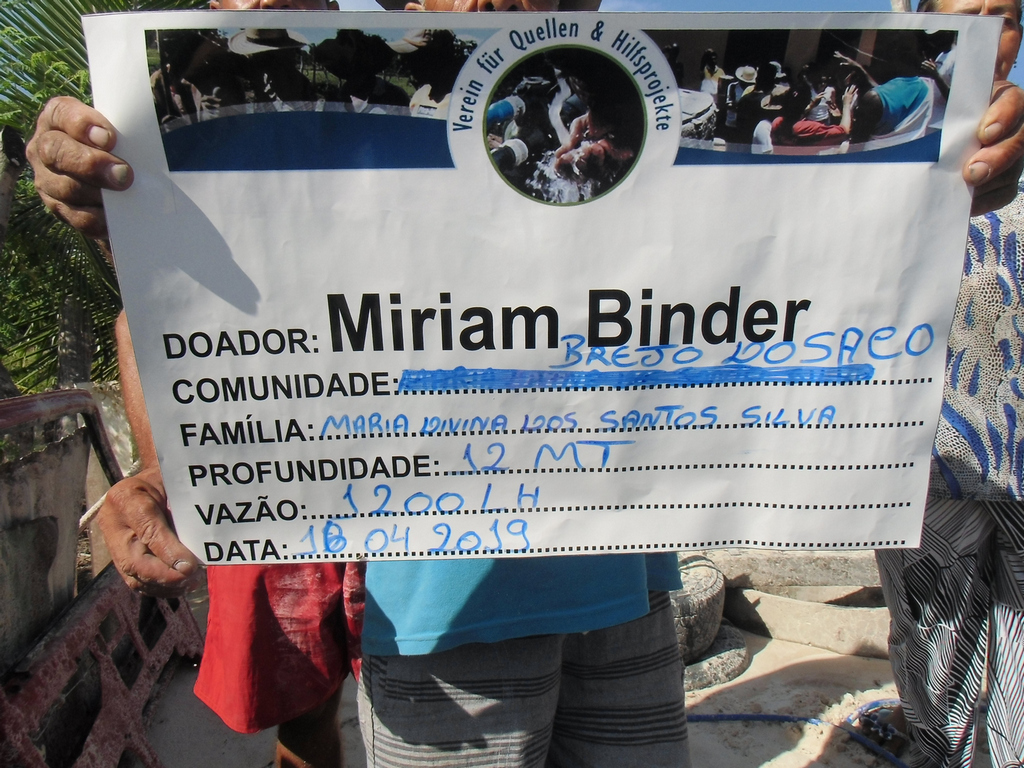 Verein für Quellen & Hilfsprojekte
DOADOR: Miriam Binder
BREJO DOSACO
COMUNIDADE:
FAMÍLIA: MARIA DIVINA DOS SANTOS SILVA
PROFUNDIDADE: 12 MT
VAZÃO: 1200 LH
DATA: 04 2019